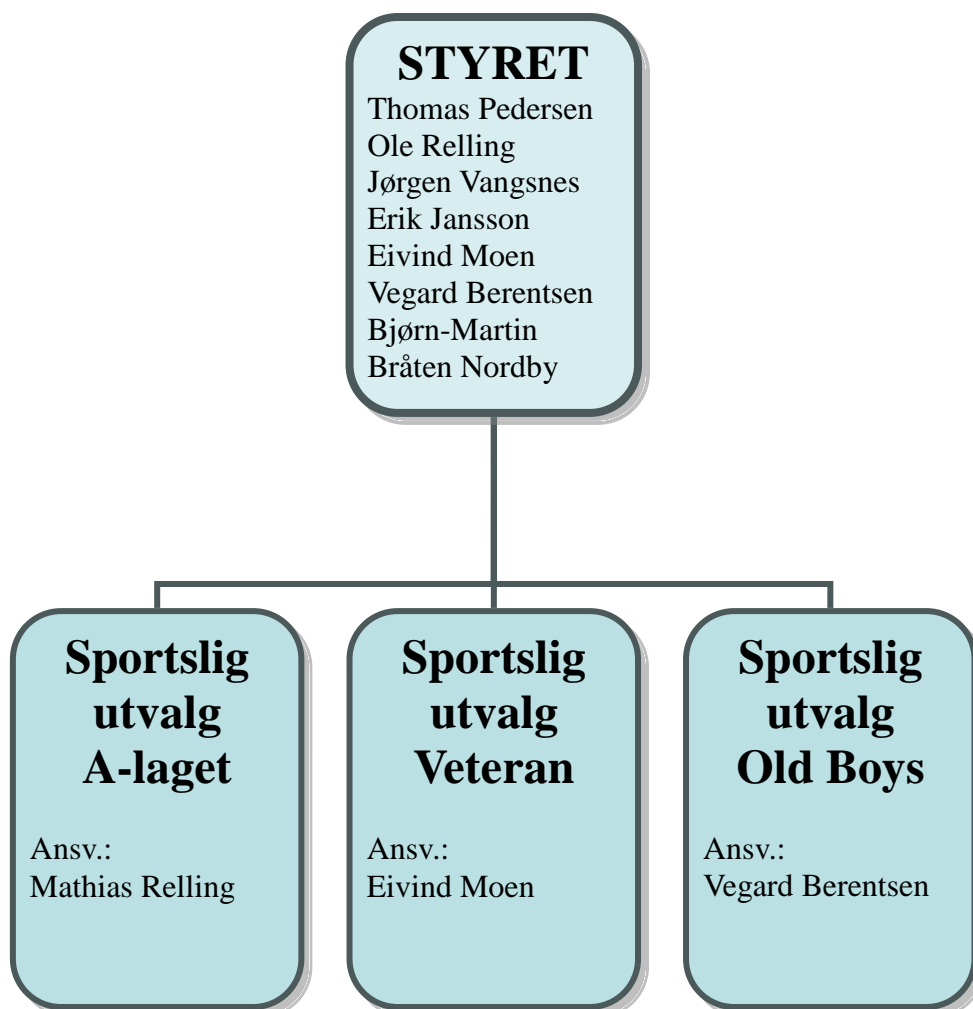 STYRET
Thomas Pedersen
Ole Relling
Jørgen Vangsnes
Erik Jansson
Eivind Moen
Vegard Berentsen
Bjørn-Martin
Bråten Nordby
Sportslig
utvalg
A-laget
Ansv.:
Mathias Relling
Sportslig
utvalg
Veteran
Ansv.:
Eivind Moen
Sportslig
utvalg
Old Boys
Ansv.:
Vegard Berentsen